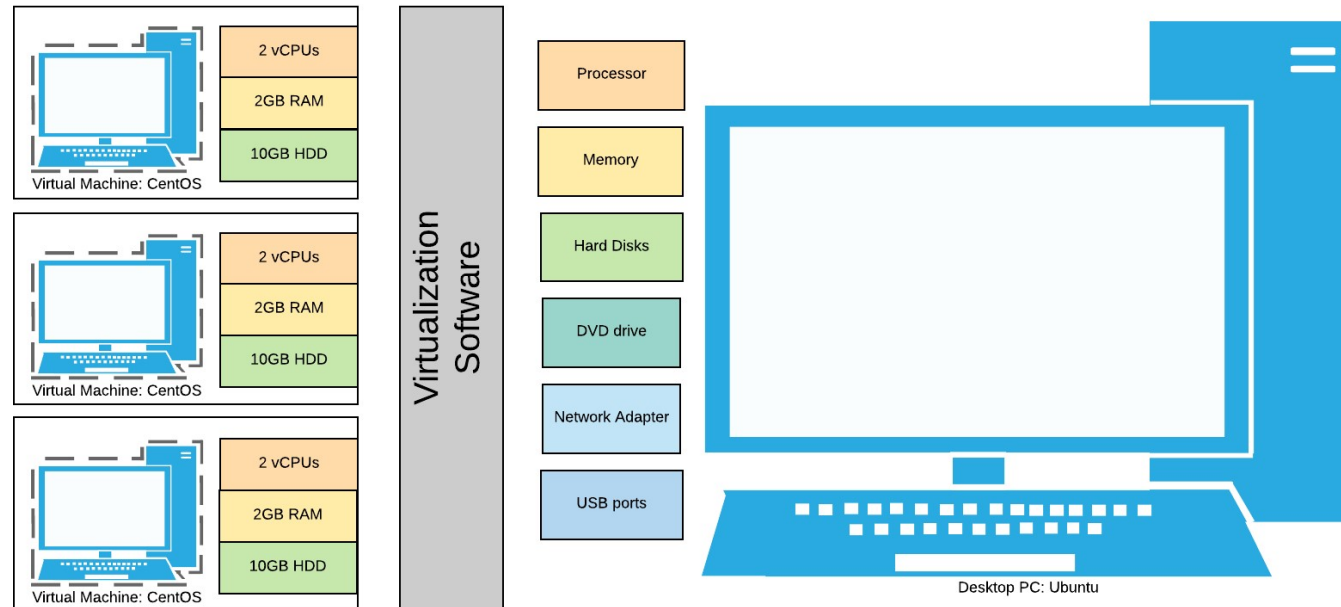 2 vCPUs
2GB RAM
10GB HDD
Virtual Machine: CentOS
2 vCPUs
2GB RAM
10GB HDD
Virtual Machine: CentOS
2 vCPUs
2GB RAM
10GB HDD
Virtual Machine: CentOS
Virtualization
Software
Processor
Memory
Hard Disks
DVD drive
Network Adapter
USB ports
Desktop PC: Ubuntu